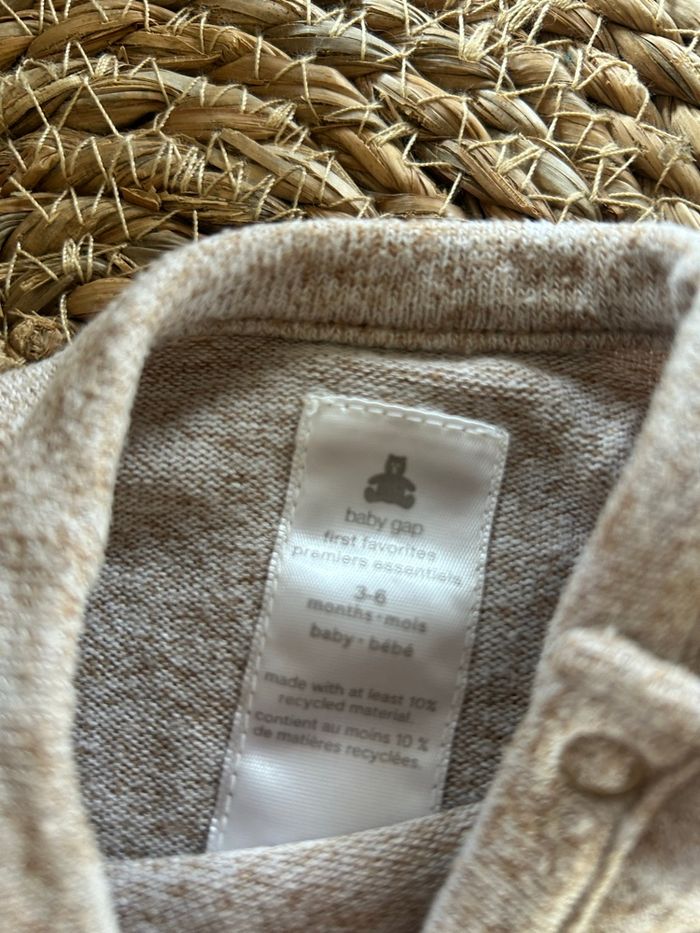 baby gap
first favorites
premiers essentiels
3-6
months • mois
baby • bébé
made with at least 10%
recycled material.
contient au moins 10 %
de matières recyclées.